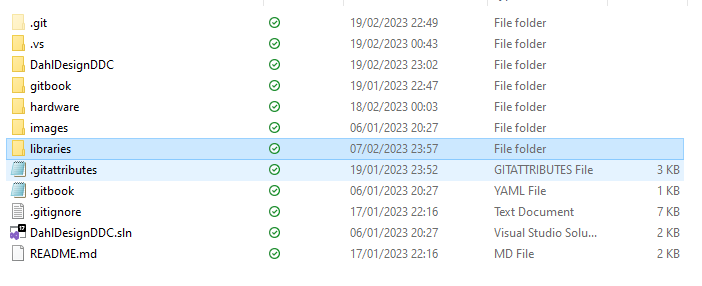 .git 19/02/2023 22:49 File folder
.vs 19/02/2023 00:43 File folder
DahlDesignDDC 19/02/2023 23:02 File folder
gitbook 19/01/2023 22:47 File folder
hardware 18/02/2023 00:03 File folder
images 06/01/2023 20:27 File folder
libraries 07/02/2023 23:57 File folder
.gitattributes 19/01/2023 23:52 GITATTRIBUTES File 3 KB
.gitbook 06/01/2023 20:27 YAML File 1 KB
.gitignore 17/01/2023 22:16 Text Document 7 KB
DahlDesignDDC.sln 06/01/2023 20:27 Visual Studio Solu... 2 KB
README.md 17/01/2023 22:16 MD File 2 KB